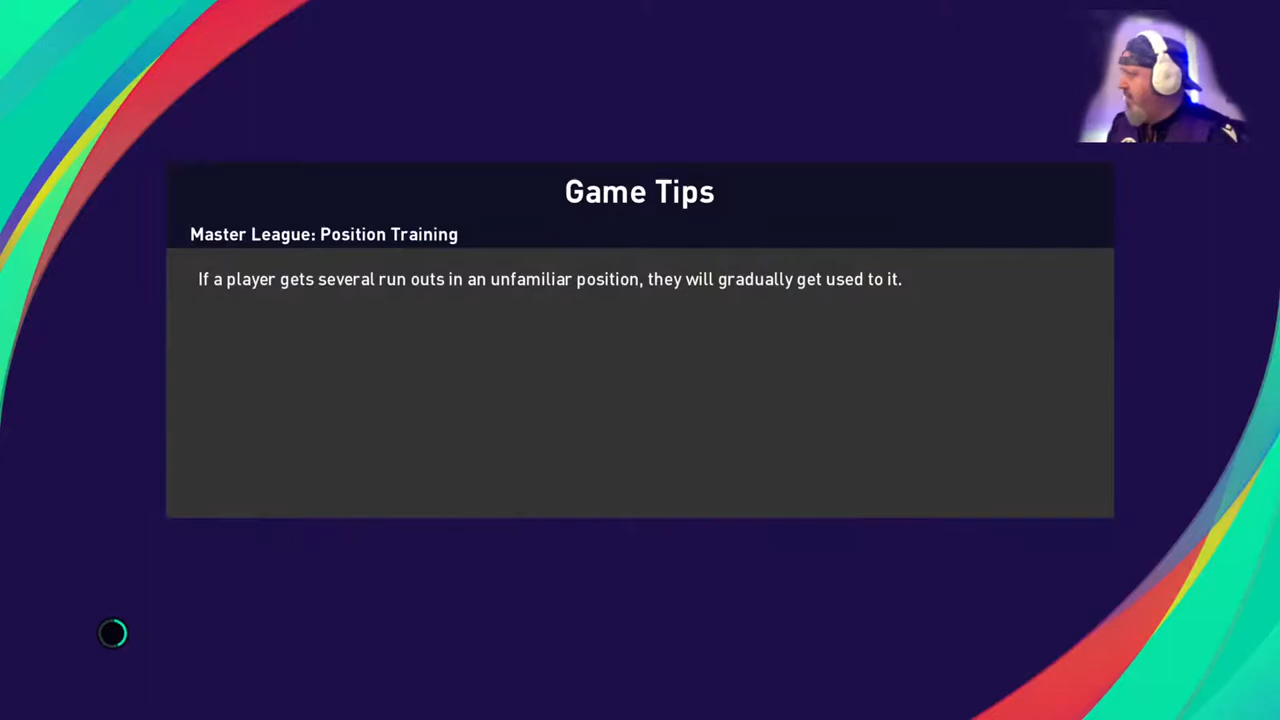 Game Tips
Master League: Position Training
If a player gets several run outs in an unfamiliar position, they will gradually get used to it.